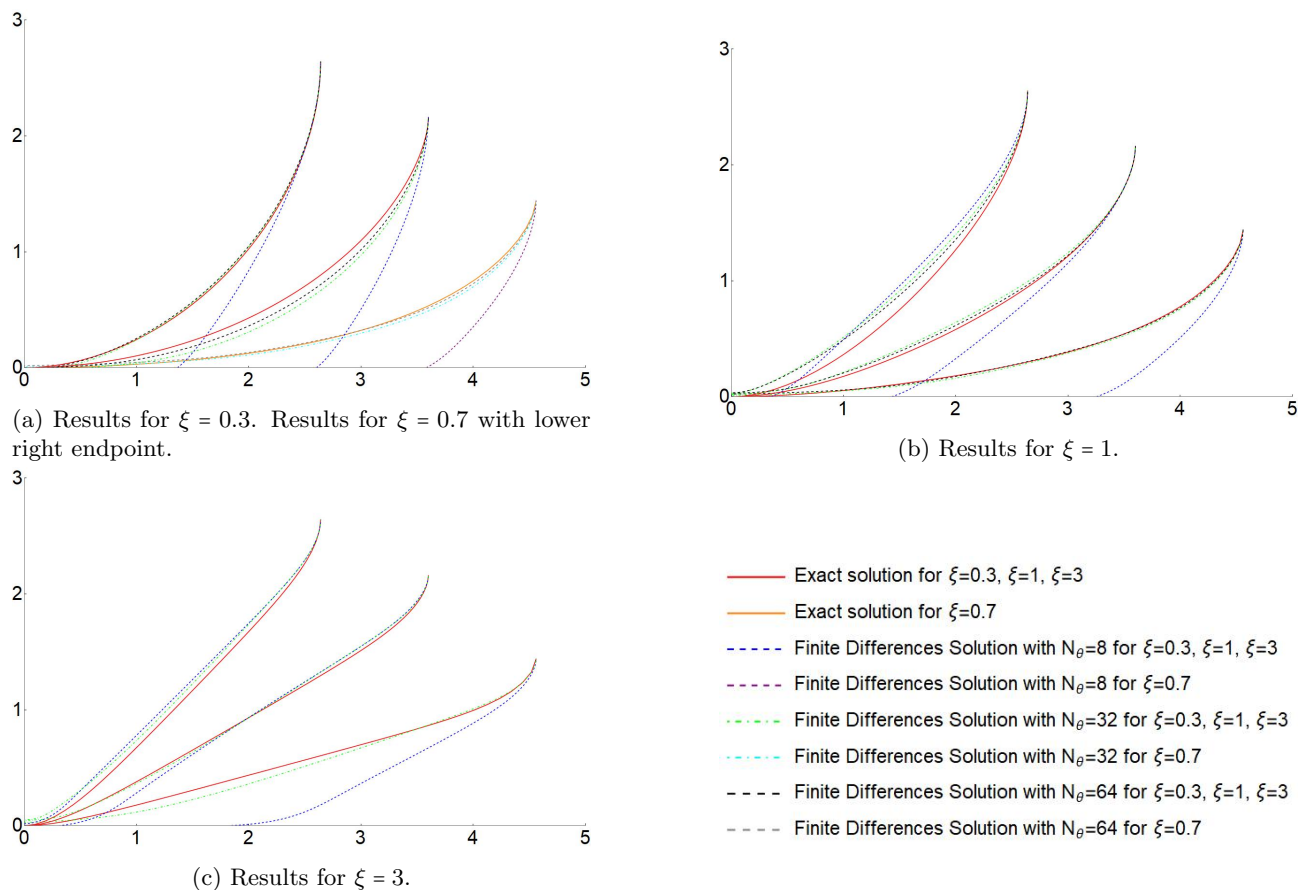 3
2
1
0
0 1 2 3 4 5
(a) Results for ξ = 0.3. Results for ξ = 0.7 with lower
right endpoint.
3
2
1
0
0 1 2 3 4 5
(b) Results for ξ = 1.
3
2
1
0
0 1 2 3 4 5
(c) Results for ξ = 3.
Exact solution for ξ=0.3, ξ=1, ξ=3
Exact solution for ξ=0.7
Finite Differences Solution with N_θ=8 for ξ=0.3, ξ=1, ξ=3
Finite Differences Solution with N_θ=8 for ξ=0.7
Finite Differences Solution with N_θ=32 for ξ=0.3, ξ=1, ξ=3
Finite Differences Solution with N_θ=32 for ξ=0.7
Finite Differences Solution with N_θ=64 for ξ=0.3, ξ=1, ξ=3
Finite Differences Solution with N_θ=64 for ξ=0.7